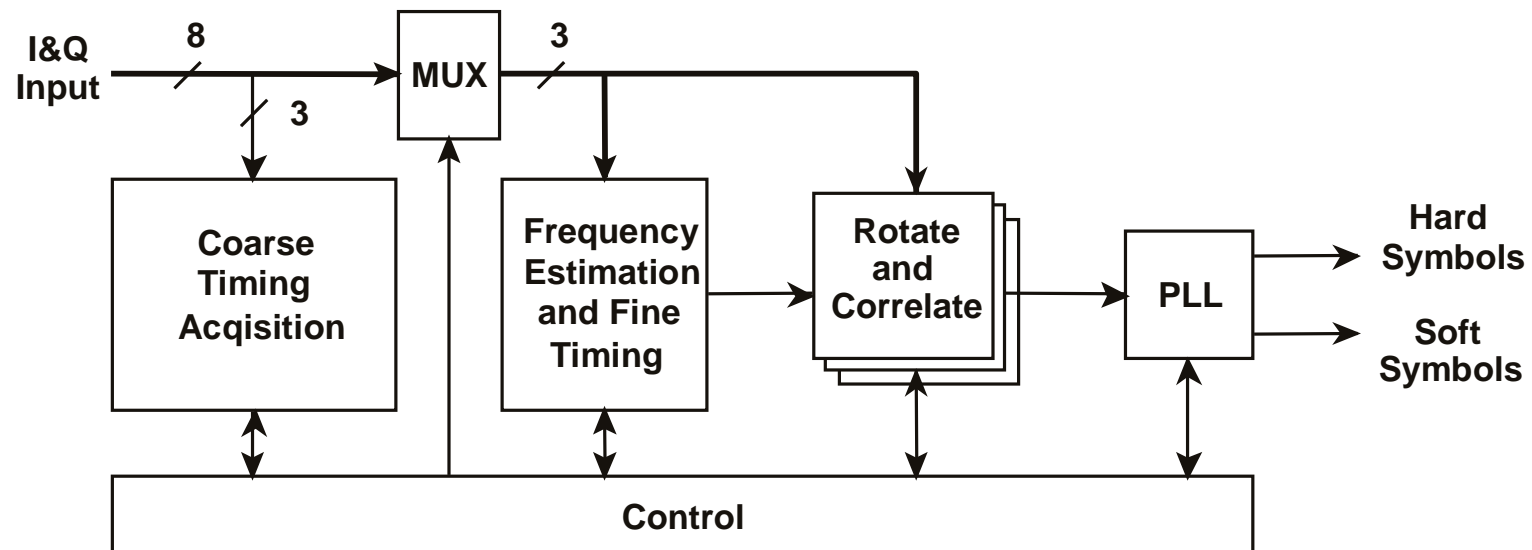 8
3
I&Q
Input
MUX
3
Coarse
Timing
Acqisition
Frequency
Estimation
and Fine
Timing
Rotate
and
Correlate
PLL
Hard
Symbols
Soft
Symbols
Control